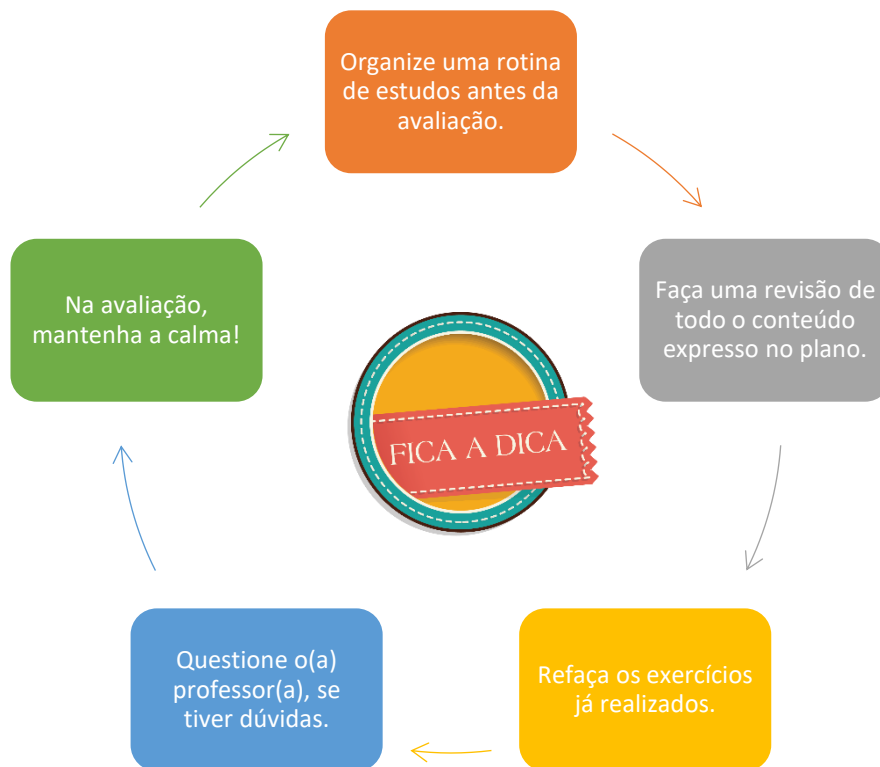 Organize uma rotina
de estudos antes da
avaliação.
Faça uma revisão de
todo o conteúdo
expresso no plano.
Refaça os exercícios
já realizados.
Questione o(a)
professor(a), se
tiver dúvidas.
Na avaliação,
mantenha a calma!
FICA A DICA